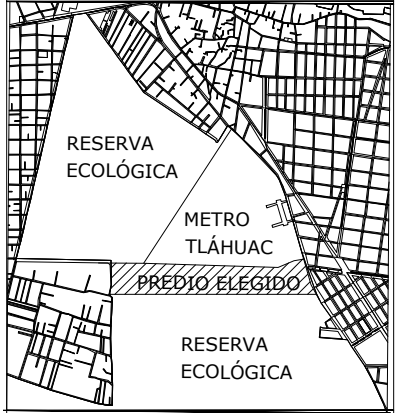 RESERVA
ECOLÓGICA
METRO
TLÁHUAC
PREDIO ELEGIDO
RESERVA
ECOLÓGICA